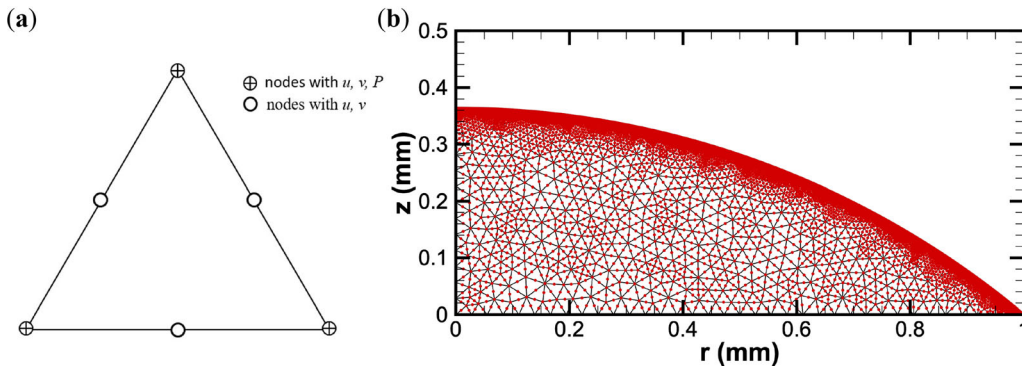 (a)
nodes with u, v, P
nodes with u, v
(b)
0.5
0.4
0.3
0.2
0.1
0
z (mm)
0 0.2 0.4 0.6 0.8 1
r (mm)